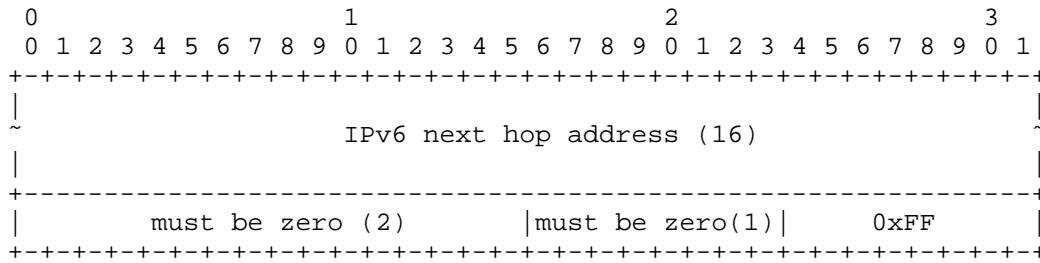 0                   1                   2                   3
0 1 2 3 4 5 6 7 8 9 0 1 2 3 4 5 6 7 8 9 0 1 2 3 4 5 6 7 8 9 0 1
+-+-+-+-+-+-+-+-+-+-+-+-+-+-+-+-+-+-+-+-+-+-+-+-+-+-+-+-+-+-+-+-+
|                                                               |
~                    IPv6 next hop address (16)                 ~
|                                                               |
+---------------------------------------------------------------+
|        must be zero (2)       |must be zero(1)|     0xFF      |
+-+-+-+-+-+-+-+-+-+-+-+-+-+-+-+-+-+-+-+-+-+-+-+-+-+-+-+-+-+-+-+-+